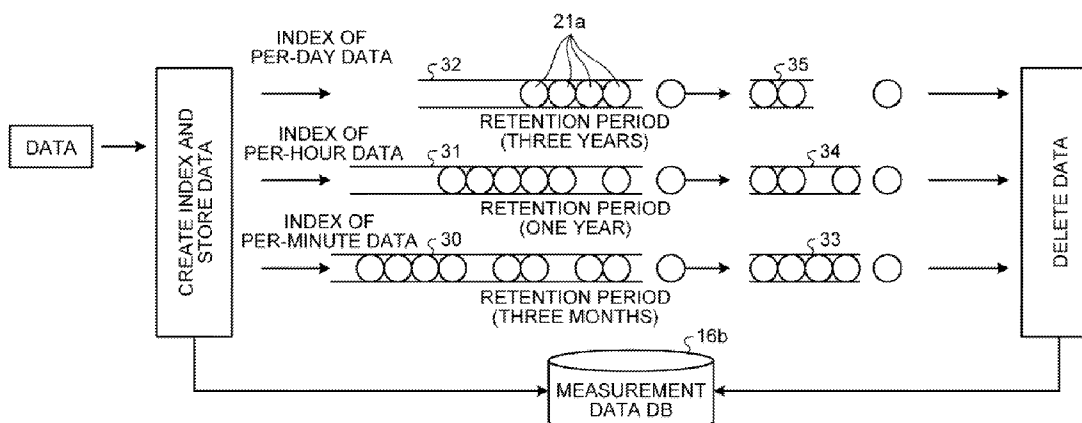 21a
INDEX OF
PER-DAY DATA
32
35
RETENTION PERIOD
(THREE YEARS)
DATA
CREATE INDEX AND
STORE DATA
INDEX OF
PER-HOUR DATA
31
34
RETENTION PERIOD
(ONE YEAR)
INDEX OF
PER-MINUTE DATA
30
33
RETENTION PERIOD
(THREE MONTHS)
DELETE DATA
16b
MEASUREMENT
DATA DB